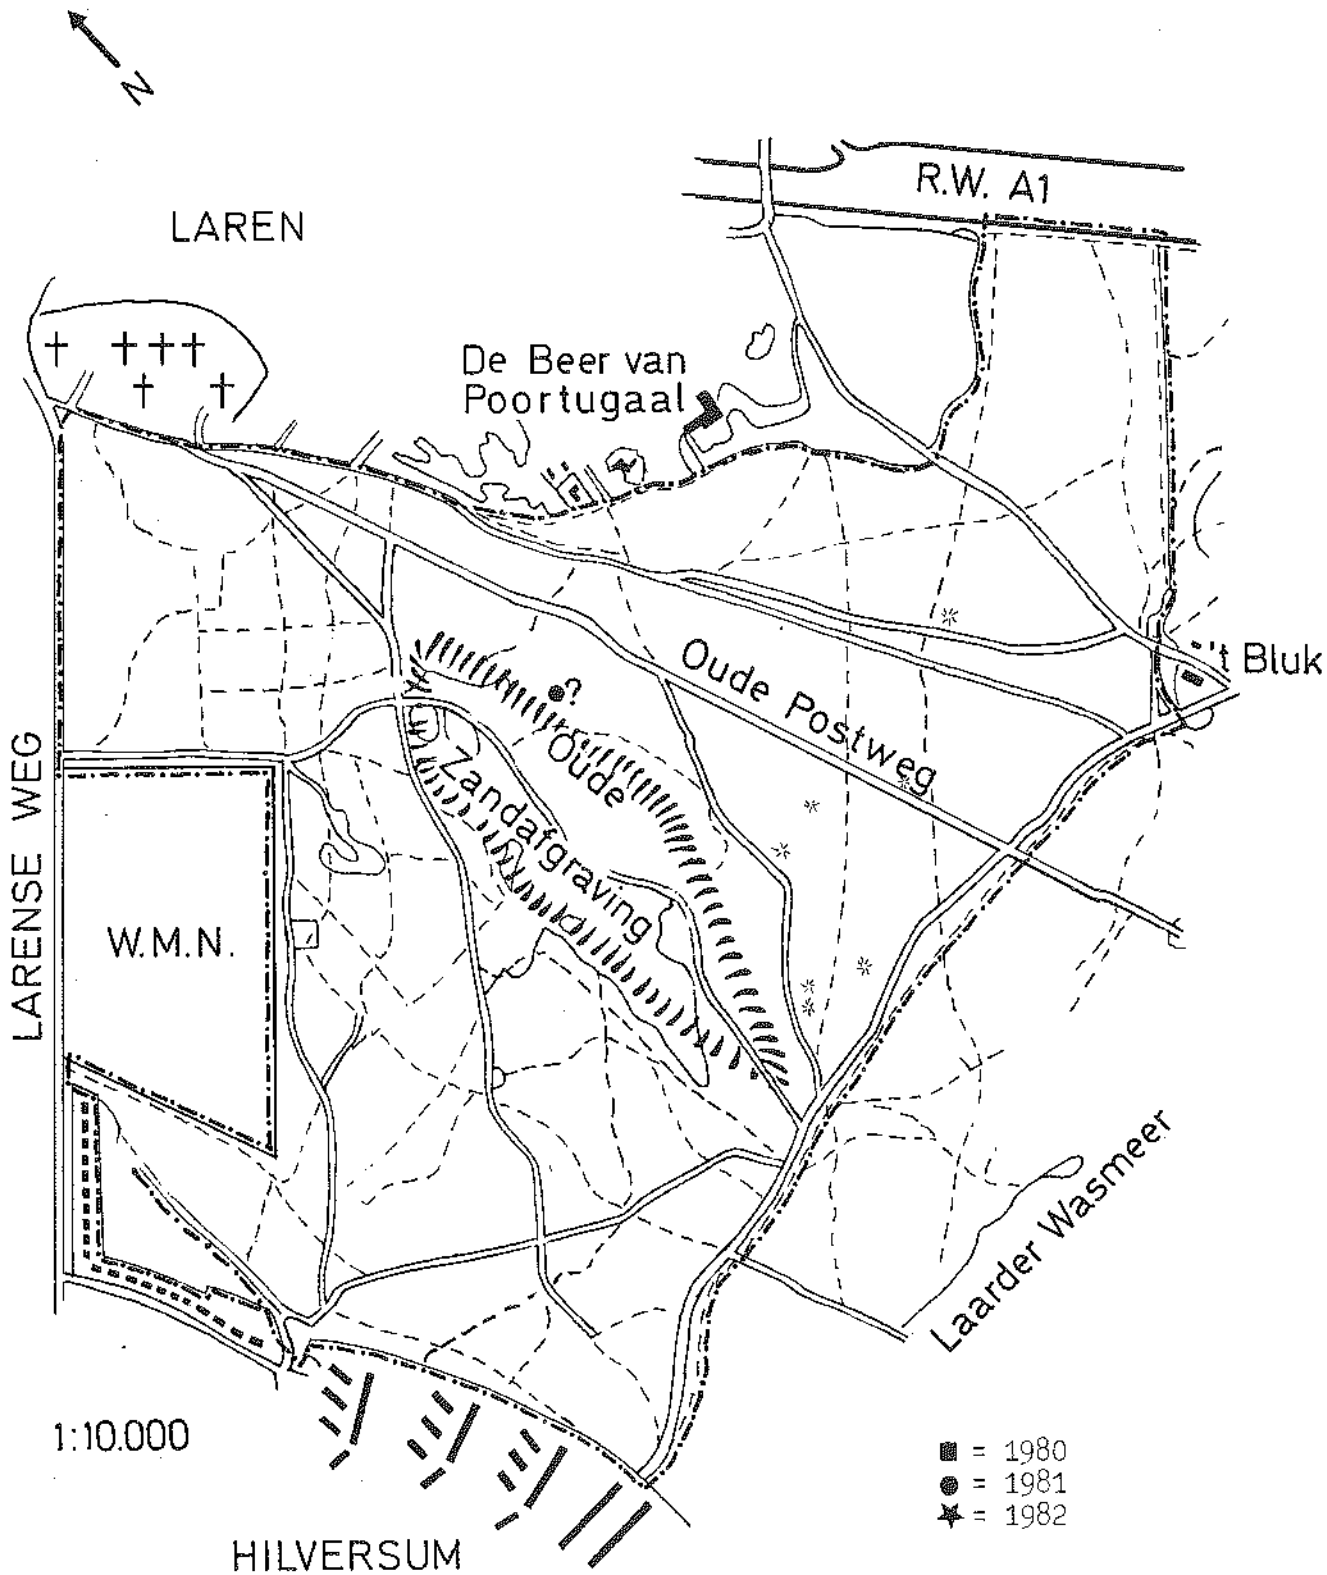 N
R.W. A1
LAREN
De Beer van
Poortugaal
't Bluk
?
Oude Postweg
Oude
Zandafgraving
LARENSE WEG
W.M.N.
Laarder Wasmeer
1:10.000
= 1980
= 1981
= 1982
HILVERSUM